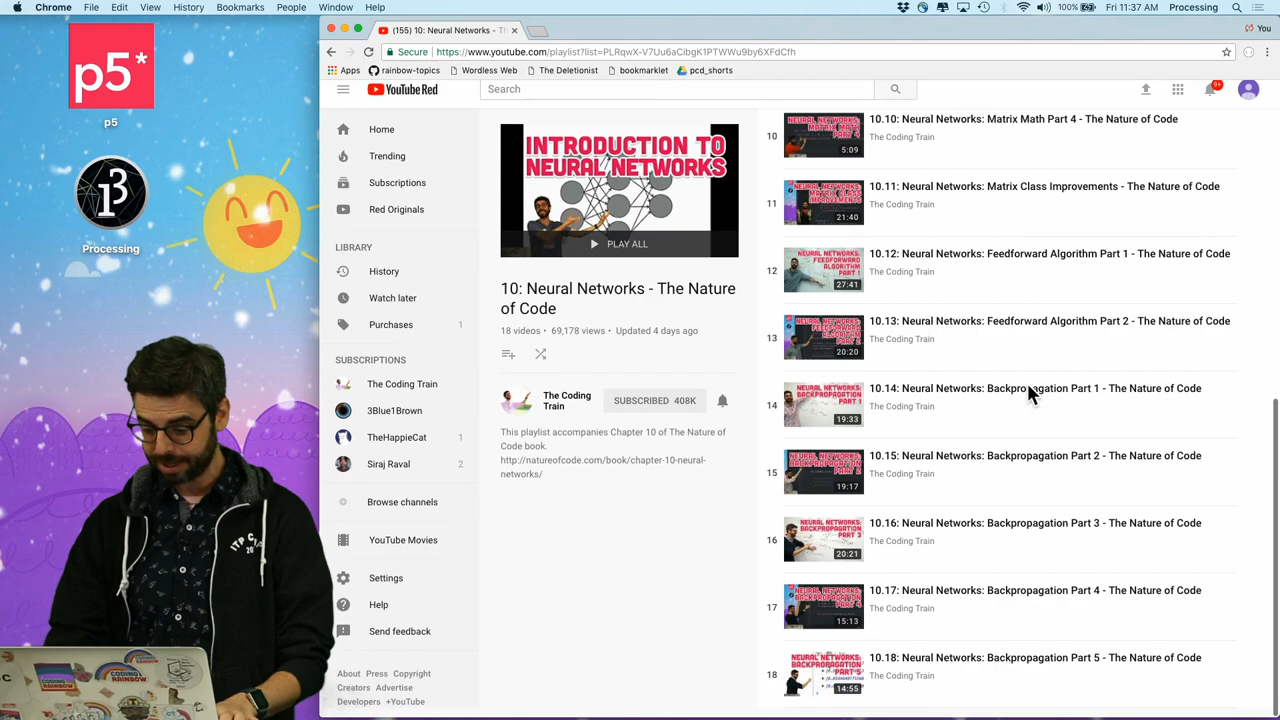 Chrome File Edit View History Bookmarks People Window Help
100% Fri 11:37 AM Processing
(155) 10: Neural Networks - Th
You
Secure https://www.youtube.com/playlist?list=PLRqwX-V7Uu6aCibgK1PTWWu9by6XFdCfh
Apps rainbow-topics Wordless Web The Deletionist bookmarklet pcd_shorts
YouTube Red
Search
9+
p5*
p5
Processing
Home
Trending
Subscriptions
Red Originals
LIBRARY
History
Watch later
Purchases 1
SUBSCRIPTIONS
The Coding Train
3Blue1Brown
TheHappieCat 1
Siraj Raval 2
Browse channels
YouTube Movies
Settings
Help
Send feedback
About Press Copyright
Creators Advertise
Developers +YouTube
INTRODUCTION TO
NEURAL NETWORKS
PLAY ALL
10: Neural Networks - The Nature
of Code
18 videos • 69,178 views • Updated 4 days ago
The Coding
Train
SUBSCRIBED 408K
This playlist accompanies Chapter 10 of The Nature of
Code book.
http://natureofcode.com/book/chapter-10-neural-
networks/
10
5:09
10.10: Neural Networks: Matrix Math Part 4 - The Nature of Code
The Coding Train
11
21:40
10.11: Neural Networks: Matrix Class Improvements - The Nature of Code
The Coding Train
12
27:41
10.12: Neural Networks: Feedforward Algorithm Part 1 - The Nature of Code
The Coding Train
13
20:20
10.13: Neural Networks: Feedforward Algorithm Part 2 - The Nature of Code
The Coding Train
14
19:33
10.14: Neural Networks: Backpropagation Part 1 - The Nature of Code
The Coding Train
15
19:17
10.15: Neural Networks: Backpropagation Part 2 - The Nature of Code
The Coding Train
16
20:21
10.16: Neural Networks: Backpropagation Part 3 - The Nature of Code
The Coding Train
17
15:13
10.17: Neural Networks: Backpropagation Part 4 - The Nature of Code
The Coding Train
18
14:55
10.18: Neural Networks: Backpropagation Part 5 - The Nature of Code
The Coding Train